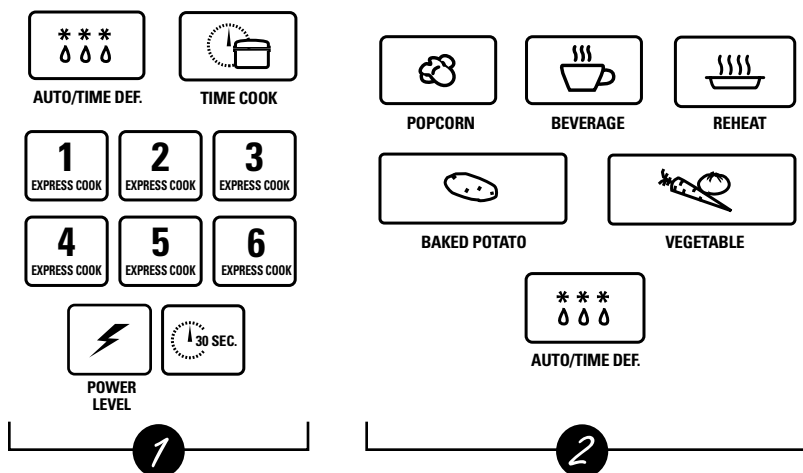 AUTO/TIME DEF.
TIME COOK
1
EXPRESS COOK
2
EXPRESS COOK
3
EXPRESS COOK
4
EXPRESS COOK
5
EXPRESS COOK
6
EXPRESS COOK
30 SEC.
POWER
LEVEL
1
POPCORN
BEVERAGE
REHEAT
BAKED POTATO
VEGETABLE
AUTO/TIME DEF.
2